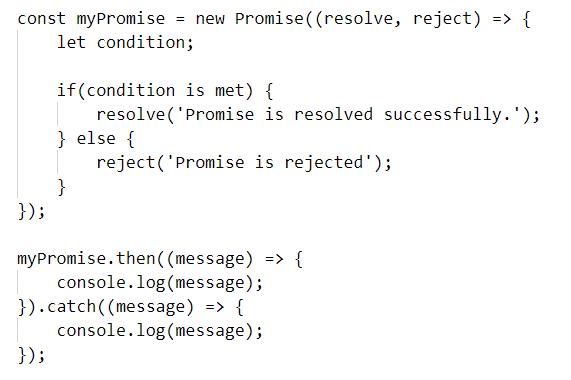 const myPromise = new Promise((resolve, reject) => {
    let condition;

    if(condition is met) {
        resolve('Promise is resolved successfully.');
    } else {
        reject('Promise is rejected');
    }
});

myPromise.then((message) => {
    console.log(message);
}).catch((message) => {
    console.log(message);
});